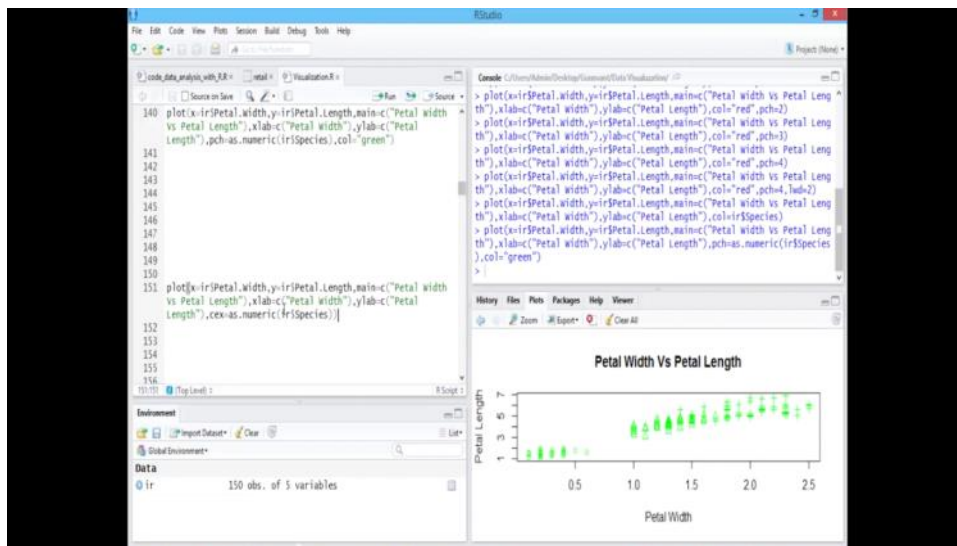 RStudio
File Edit Code View Plots Session Build Debug Tools Help
Project: (None)
code_data_analysis_with_R.R × retail × Visualization.R ×
Source on Save Run Source
140 plot(x=ir$Petal.Width,y=ir$Petal.Length,main=c("Petal Width
Vs Petal Length"),xlab=c("Petal Width"),ylab=c("Petal
Length"),pch=as.numeric(ir$Species),col="green")
141
142
143
144
145
146
147
148
149
150
151 plot(x=ir$Petal.Width,y=ir$Petal.Length,main=c("Petal Width
Vs Petal Length"),xlab=c("Petal Width"),ylab=c("Petal
Length"),cex=as.numeric(ir$Species))
152
153
154
155
156
151:151 (Top Level) R Script
Environment
Import Dataset Clear List
Global Environment
Data
ir 150 obs. of 5 variables
Console
> plot(x=ir$Petal.Width,y=ir$Petal.Length,main=c("Petal Width Vs Petal Leng
th"),xlab=c("Petal Width"),ylab=c("Petal Length"),col="red",pch=2)
> plot(x=ir$Petal.Width,y=ir$Petal.Length,main=c("Petal Width Vs Petal Leng
th"),xlab=c("Petal Width"),ylab=c("Petal Length"),col="red",pch=3)
> plot(x=ir$Petal.Width,y=ir$Petal.Length,main=c("Petal Width Vs Petal Leng
th"),xlab=c("Petal Width"),ylab=c("Petal Length"),col="red",pch=4)
> plot(x=ir$Petal.Width,y=ir$Petal.Length,main=c("Petal Width Vs Petal Leng
th"),xlab=c("Petal Width"),ylab=c("Petal Length"),col="red",pch=4,lwd=2)
> plot(x=ir$Petal.Width,y=ir$Petal.Length,main=c("Petal Width Vs Petal Leng
th"),xlab=c("Petal Width"),ylab=c("Petal Length"),col=ir$Species)
> plot(x=ir$Petal.Width,y=ir$Petal.Length,main=c("Petal Width Vs Petal Leng
th"),xlab=c("Petal Width"),ylab=c("Petal Length"),pch=as.numeric(ir$Species
),col="green")
>
History Files Plots Packages Help Viewer
Zoom Export Clear All
Petal Width Vs Petal Length
Petal Length
7
5
3
1
0.5 1.0 1.5 2.0 2.5
Petal Width